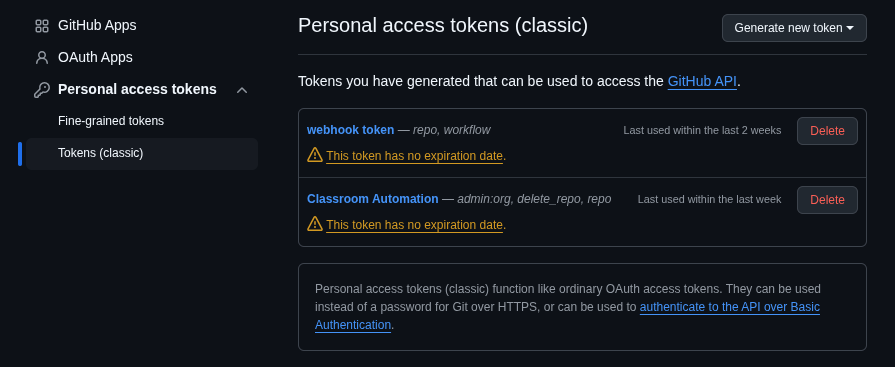 GitHub Apps
OAuth Apps
Personal access tokens
Fine-grained tokens
Tokens (classic)
Personal access tokens (classic)
Generate new token
Tokens you have generated that can be used to access the GitHub API.
webhook token — repo, workflow
Last used within the last 2 weeks
Delete
This token has no expiration date.
Classroom Automation — admin:org, delete_repo, repo
Last used within the last week
Delete
This token has no expiration date.
Personal access tokens (classic) function like ordinary OAuth access tokens. They can be used
instead of a password for Git over HTTPS, or can be used to authenticate to the API over Basic
Authentication.